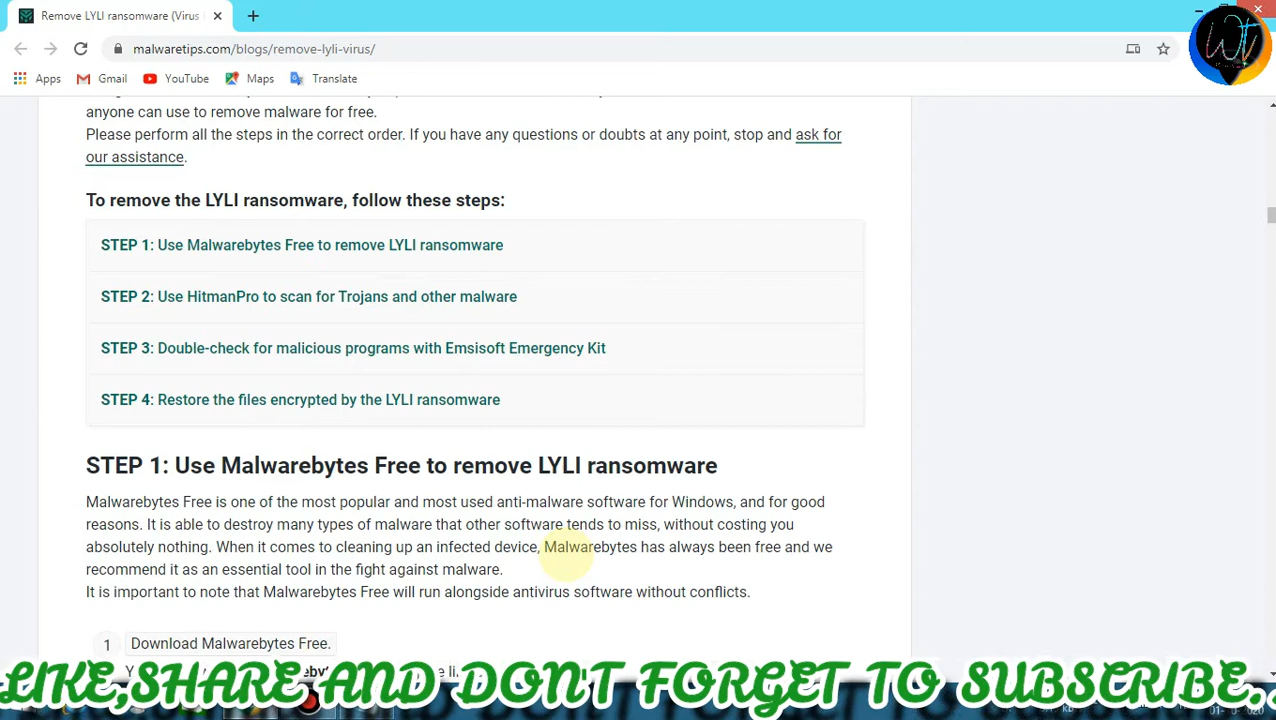 Remove LYLI ransomware (Virus
malwaretips.com/blogs/remove-lyli-virus/
Apps Gmail YouTube Maps Translate
anyone can use to remove malware for free.
Please perform all the steps in the correct order. If you have any questions or doubts at any point, stop and ask for
our assistance.
To remove the LYLI ransomware, follow these steps:
STEP 1: Use Malwarebytes Free to remove LYLI ransomware
STEP 2: Use HitmanPro to scan for Trojans and other malware
STEP 3: Double-check for malicious programs with Emsisoft Emergency Kit
STEP 4: Restore the files encrypted by the LYLI ransomware
STEP 1: Use Malwarebytes Free to remove LYLI ransomware
Malwarebytes Free is one of the most popular and most used anti-malware software for Windows, and for good
reasons. It is able to destroy many types of malware that other software tends to miss, without costing you
absolutely nothing. When it comes to cleaning up an infected device, Malwarebytes has always been free and we
recommend it as an essential tool in the fight against malware.
It is important to note that Malwarebytes Free will run alongside antivirus software without conflicts.
1 Download Malwarebytes Free.
LIKE,SHARE AND DON'T FORGET TO SUBSCRIBE.